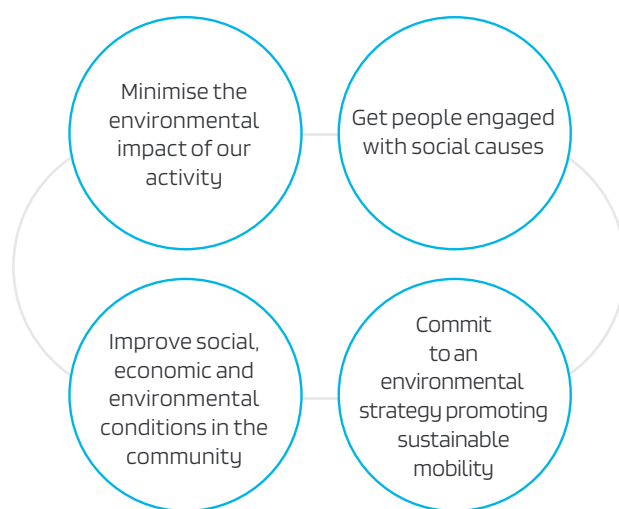 Minimise the
environmental
impact of our
activity
Get people engaged
with social causes
Improve social,
economic and
environmental
conditions in the
community
Commit
to an
environmental
strategy promoting
sustainable
mobility